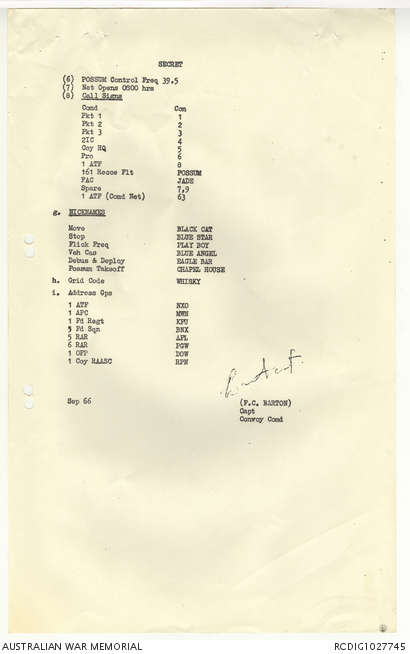 SECRET
(6) POSSUM Control Freq 39.5
(7) Net Opens 0800 hrs
(8) Call Signs
Comd Con
Pkt 1 1
Pkt 2 2
Pkt 3 3
2IC 4
Coy HQ 5
Pro 6
1 ATF 8
161 Recce Flt POSSUM
FAC JADE
Spare 7,9
1 ATF (Comd Net) 63
g. NICKNAMES
Move BLACK CAT
Stop BLUE STAR
Flick Freq PLAY BOY
Veh Cas BLUE ANGEL
Debus & Deploy EAGLE BAR
Possum Takeoff CHAPEL HOUSE
h. Grid Code WHISKY
i. Address Gps
1 ATF NXO
1 APC MWH
1 Fd Regt KFU
3 Fd Sqn BNX
5 RAR AFL
6 RAR PGW
1 OFP DOW
1 Coy RAASC RPN
Sep 66 (P.C. BARTON)
Capt
Convoy Comd
AUSTRALIAN WAR MEMORIAL RCDIG1027745